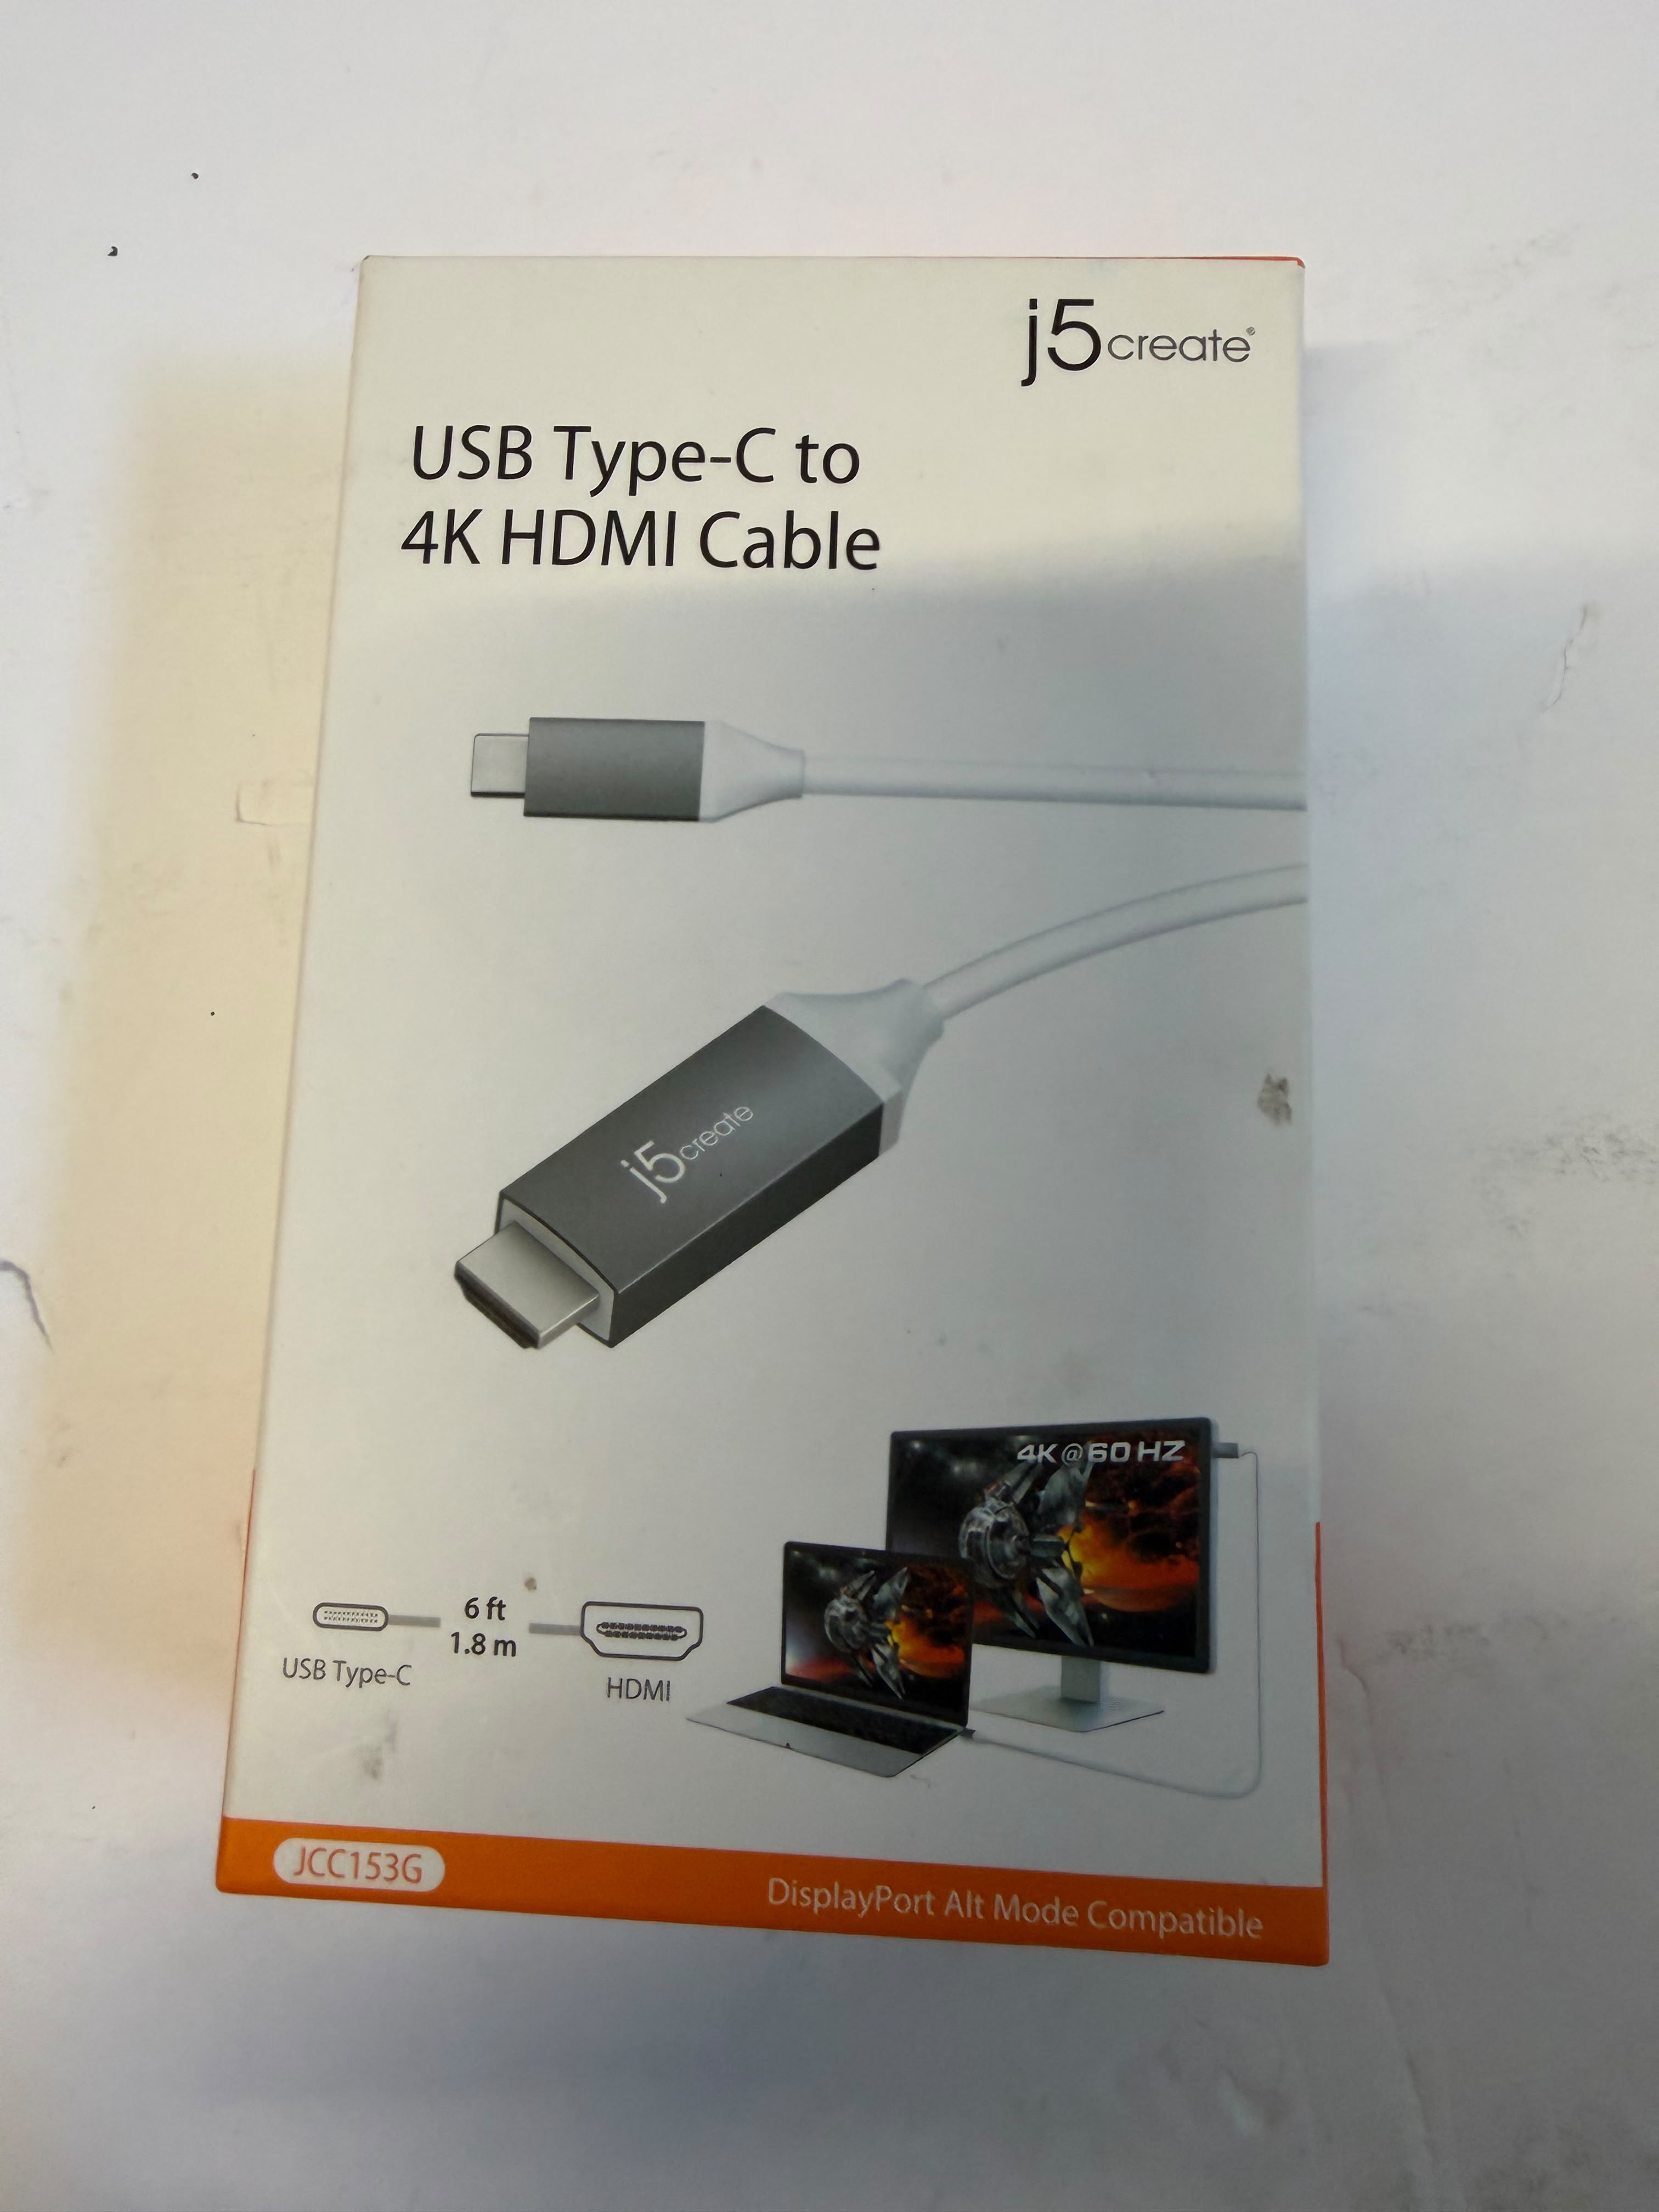 j5create®
USB Type-C to
4K HDMI Cable
j5create
4K @ 60 HZ
6 ft
1.8 m
USB Type-C
HDMI
JCC153G
DisplayPort Alt Mode Compatible